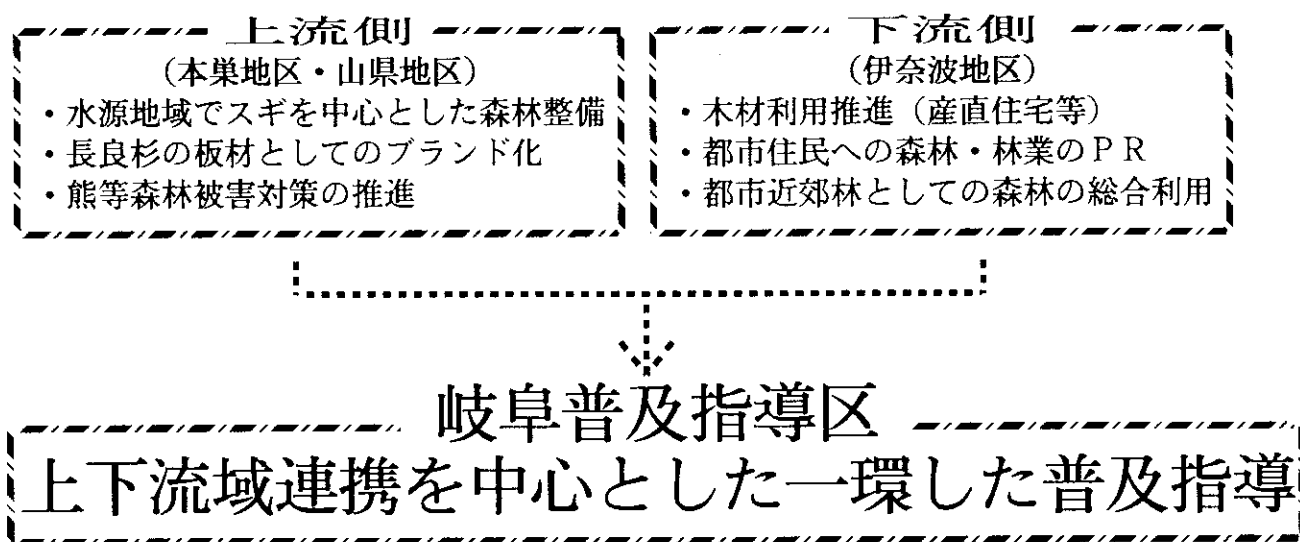 上流側
(本巣地区・山県地区)
・水源地域でスギを中心とした森林整備
・長良杉の板材としてのブランド化
・熊等森林被害対策の推進
下流側
(伊奈波地区)
・木材利用推進(産直住宅等)
・都市住民への森林・林業のPR
・都市近郊林としての森林の総合利用
岐阜普及指導区
上下流域連携を中心とした一環した普及指導